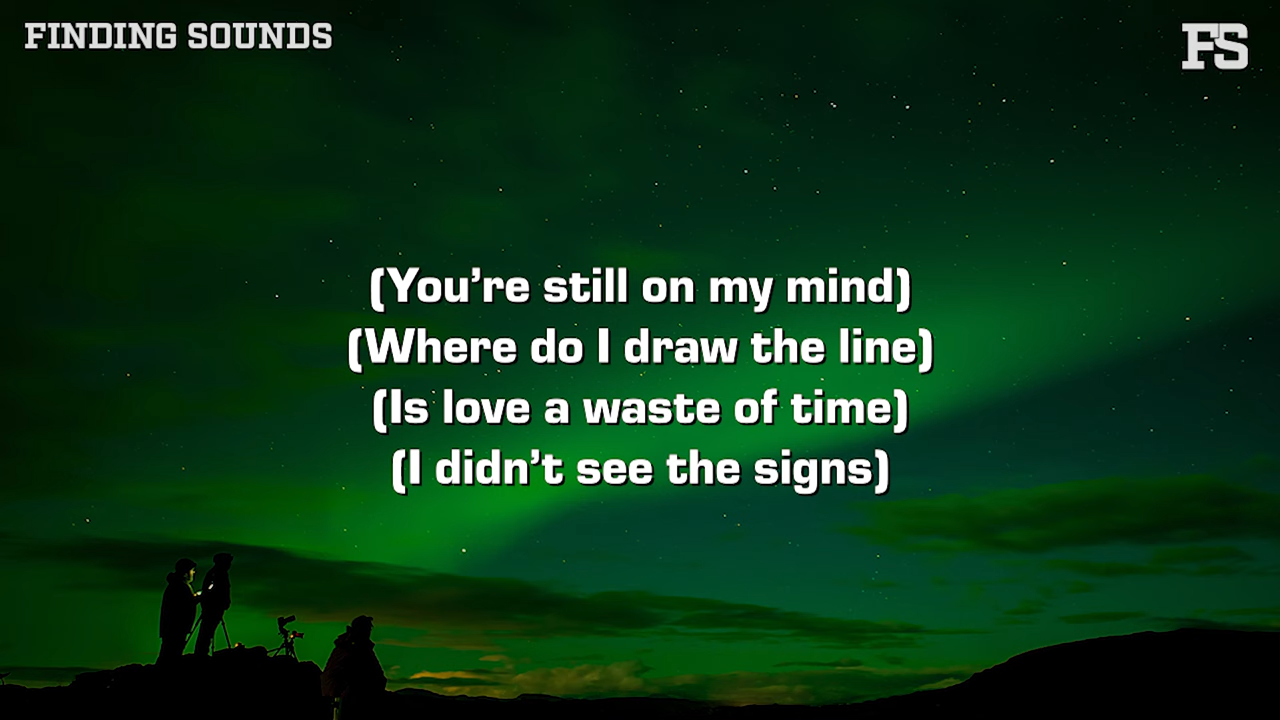 FINDING SOUNDS
FS
(You’re still on my mind)
(Where do I draw the line)
(Is love a waste of time)
(I didn’t see the signs)